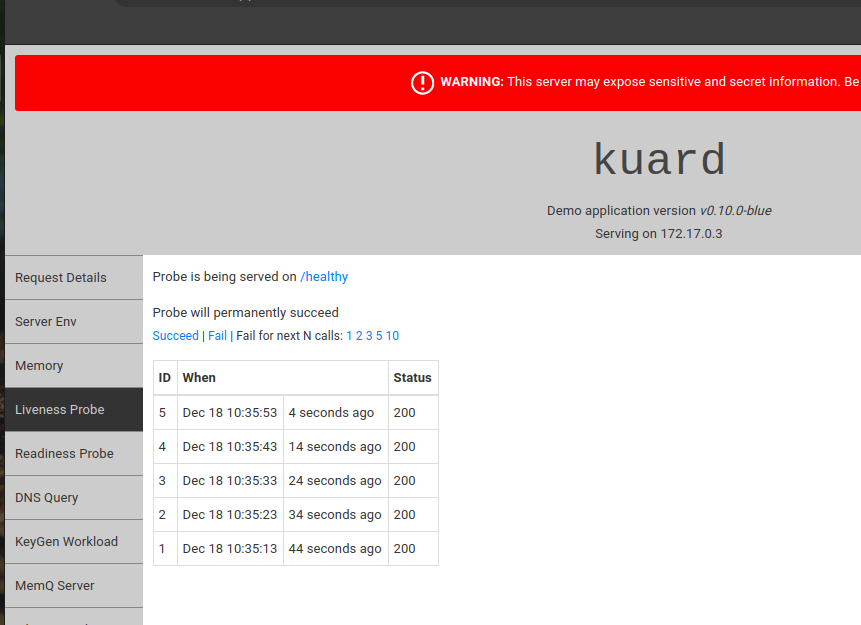 WARNING: This server may expose sensitive and secret information. Be
kuard
Demo application version v0.10.0-blue
Serving on 172.17.0.3
Request Details
Server Env
Memory
Liveness Probe
Readiness Probe
DNS Query
KeyGen Workload
MemQ Server
Probe is being served on /healthy
Probe will permanently succeed
Succeed | Fail | Fail for next N calls: 1 2 3 5 10
ID When Status
5 Dec 18 10:35:53 4 seconds ago 200
4 Dec 18 10:35:43 14 seconds ago 200
3 Dec 18 10:35:33 24 seconds ago 200
2 Dec 18 10:35:23 34 seconds ago 200
1 Dec 18 10:35:13 44 seconds ago 200